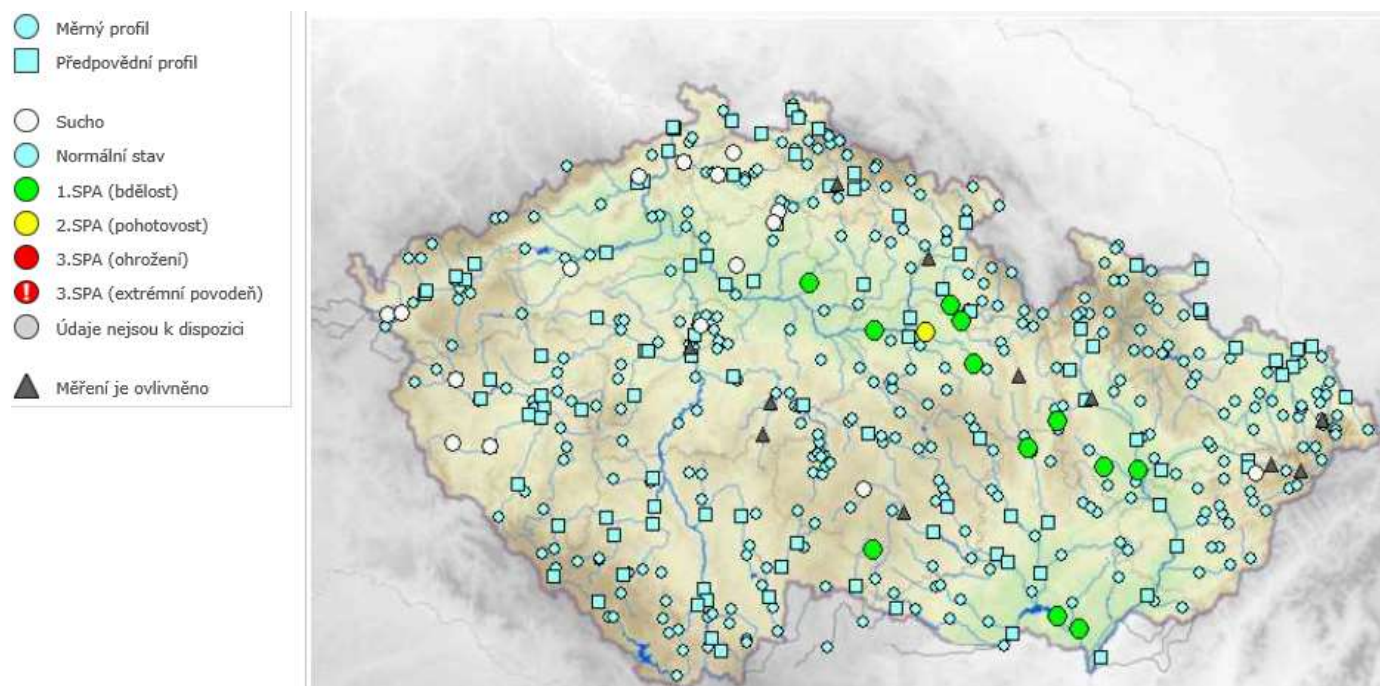 Měrný profil
Předpovědní profil
Sucho
Normální stav
1.SPA (bdělost)
2.SPA (pohotovost)
3.SPA (ohrožení)
3.SPA (extrémní povodeň)
Údaje nejsou k dispozici
Měření je ovlivněno